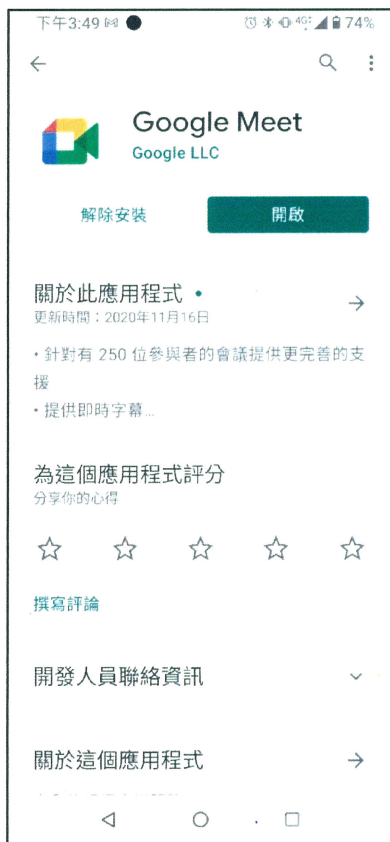 下午3:49 74%
Google Meet
Google LLC
解除安裝 開啟
關於此應用程式 •
更新時間：2020年11月16日
• 針對有 250 位參與者的會議提供更完善的支
援
• 提供即時字幕...
為這個應用程式評分
分享你的心得
撰寫評論
開發人員聯絡資訊
關於這個應用程式